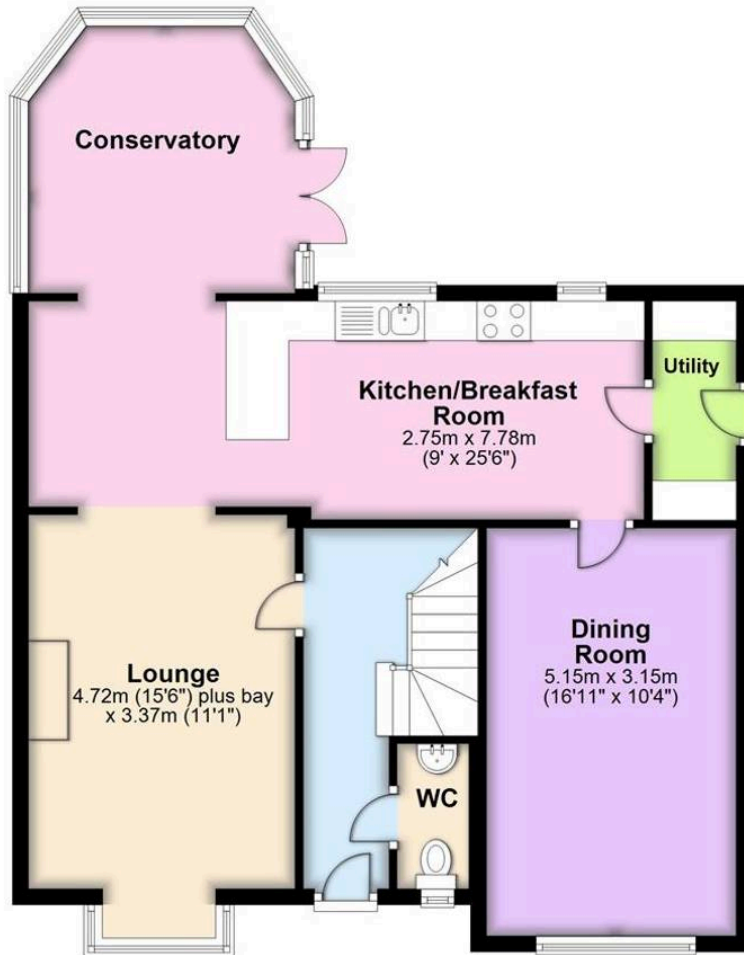 Conservatory
Utility
Kitchen/Breakfast
Room
2.75m x 7.78m
(9' x 25'6")
Dining
Room
5.15m x 3.15m
(16'11" x 10'4")
Lounge
4.72m (15'6") plus bay
x 3.37m (11'1")
WC